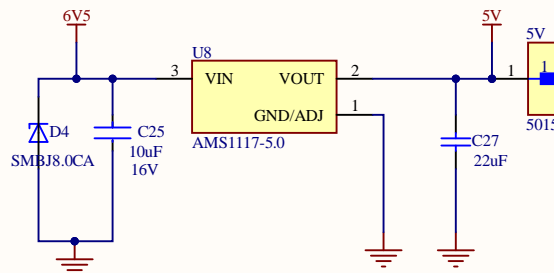 6V5
5V
U8
5V
3
VIN
VOUT
2
1
1
GND/ADJ
1
D4
C25
SMBJ8.0CA
10uF
16V
AMS1117-5.0
5015
C27
22uF